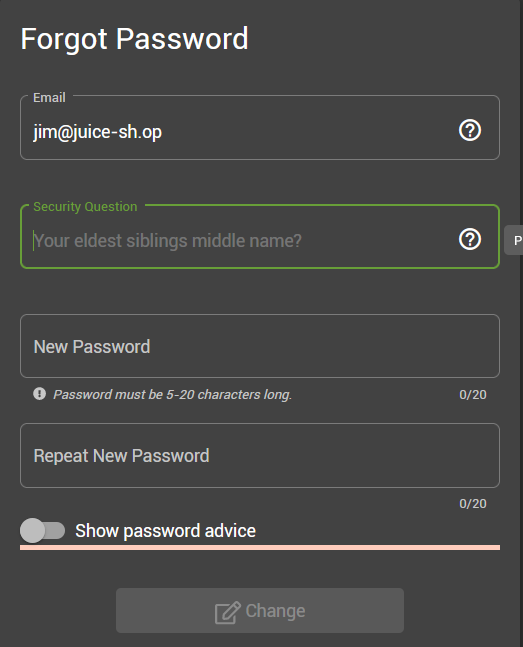 Forgot Password
Email
jim@juice-sh.op
Security Question
Your eldest siblings middle name?
P
New Password
Password must be 5-20 characters long.
0/20
Repeat New Password
0/20
Show password advice
Change